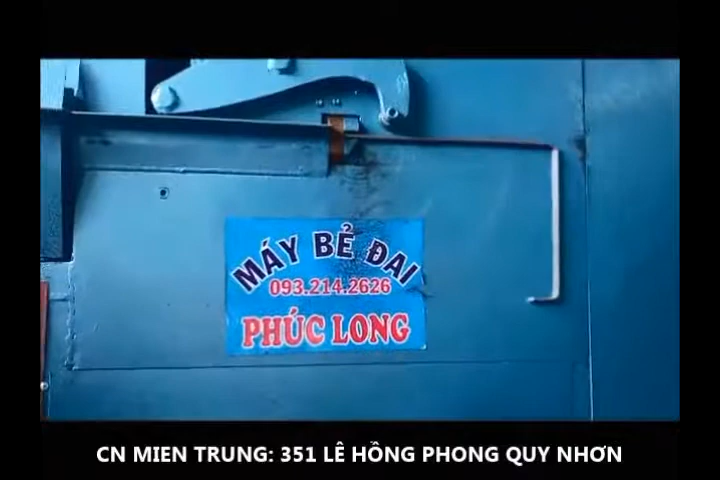 MÁY BẺ ĐAI
093.214.2626
PHÚC LONG
CN MIEN TRUNG: 351 LÊ HỒNG PHONG QUY NHƠN